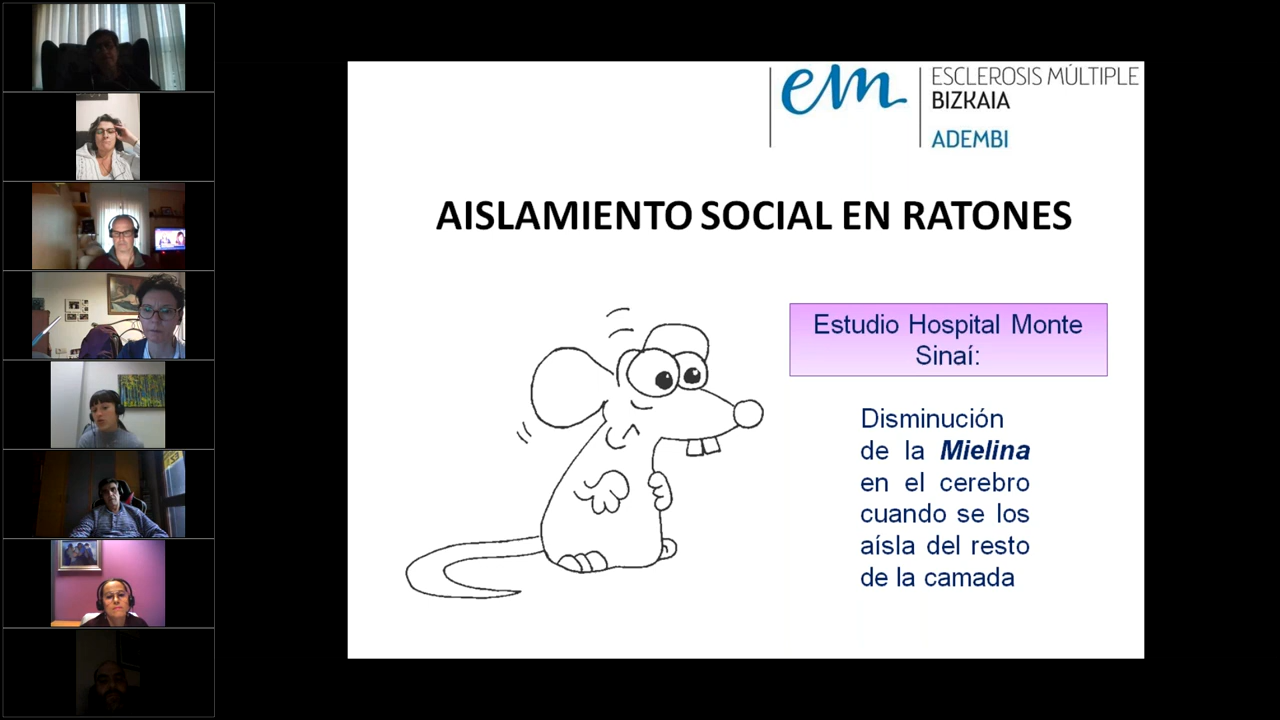 em
ESCLEROSIS MÚLTIPLE
BIZKAIA
ADEMBI
AISLAMIENTO SOCIAL EN RATONES
Estudio Hospital Monte
Sinaí:
Disminución
de la Mielina
en el cerebro
cuando se los
aísla del resto
de la camada